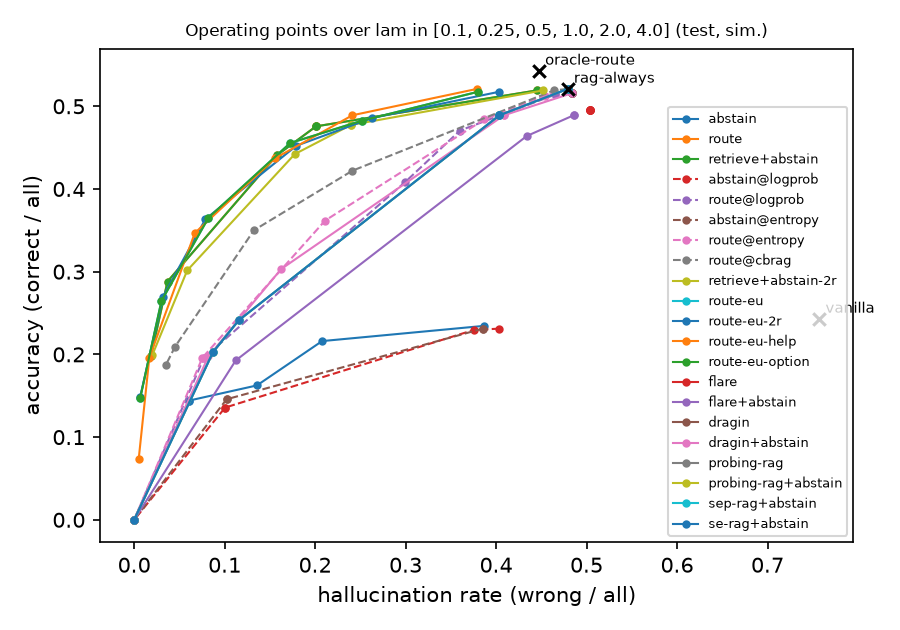 Operating points over lam in [0.1, 0.25, 0.5, 1.0, 2.0, 4.0] (test, sim.)
oracle-route
rag-always
vanilla
abstain
route
retrieve+abstain
abstain@logprob
route@logprob
abstain@entropy
route@entropy
route@cbrag
retrieve+abstain-2r
route-eu
route-eu-2r
route-eu-help
route-eu-option
flare
flare+abstain
dragin
dragin+abstain
probing-rag
probing-rag+abstain
sep-rag+abstain
se-rag+abstain
accuracy (correct / all)
0.5
0.4
0.3
0.2
0.1
0.0
0.0 0.1 0.2 0.3 0.4 0.5 0.6 0.7
hallucination rate (wrong / all)